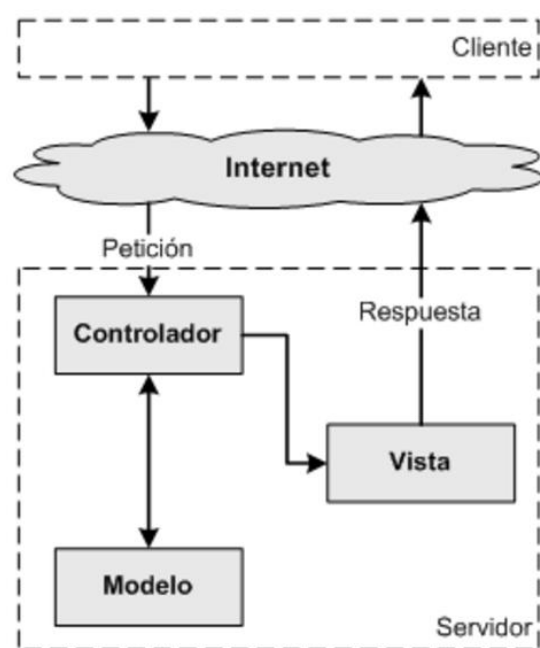 Cliente
Internet
Petición
Respuesta
Controlador
Vista
Modelo
Servidor